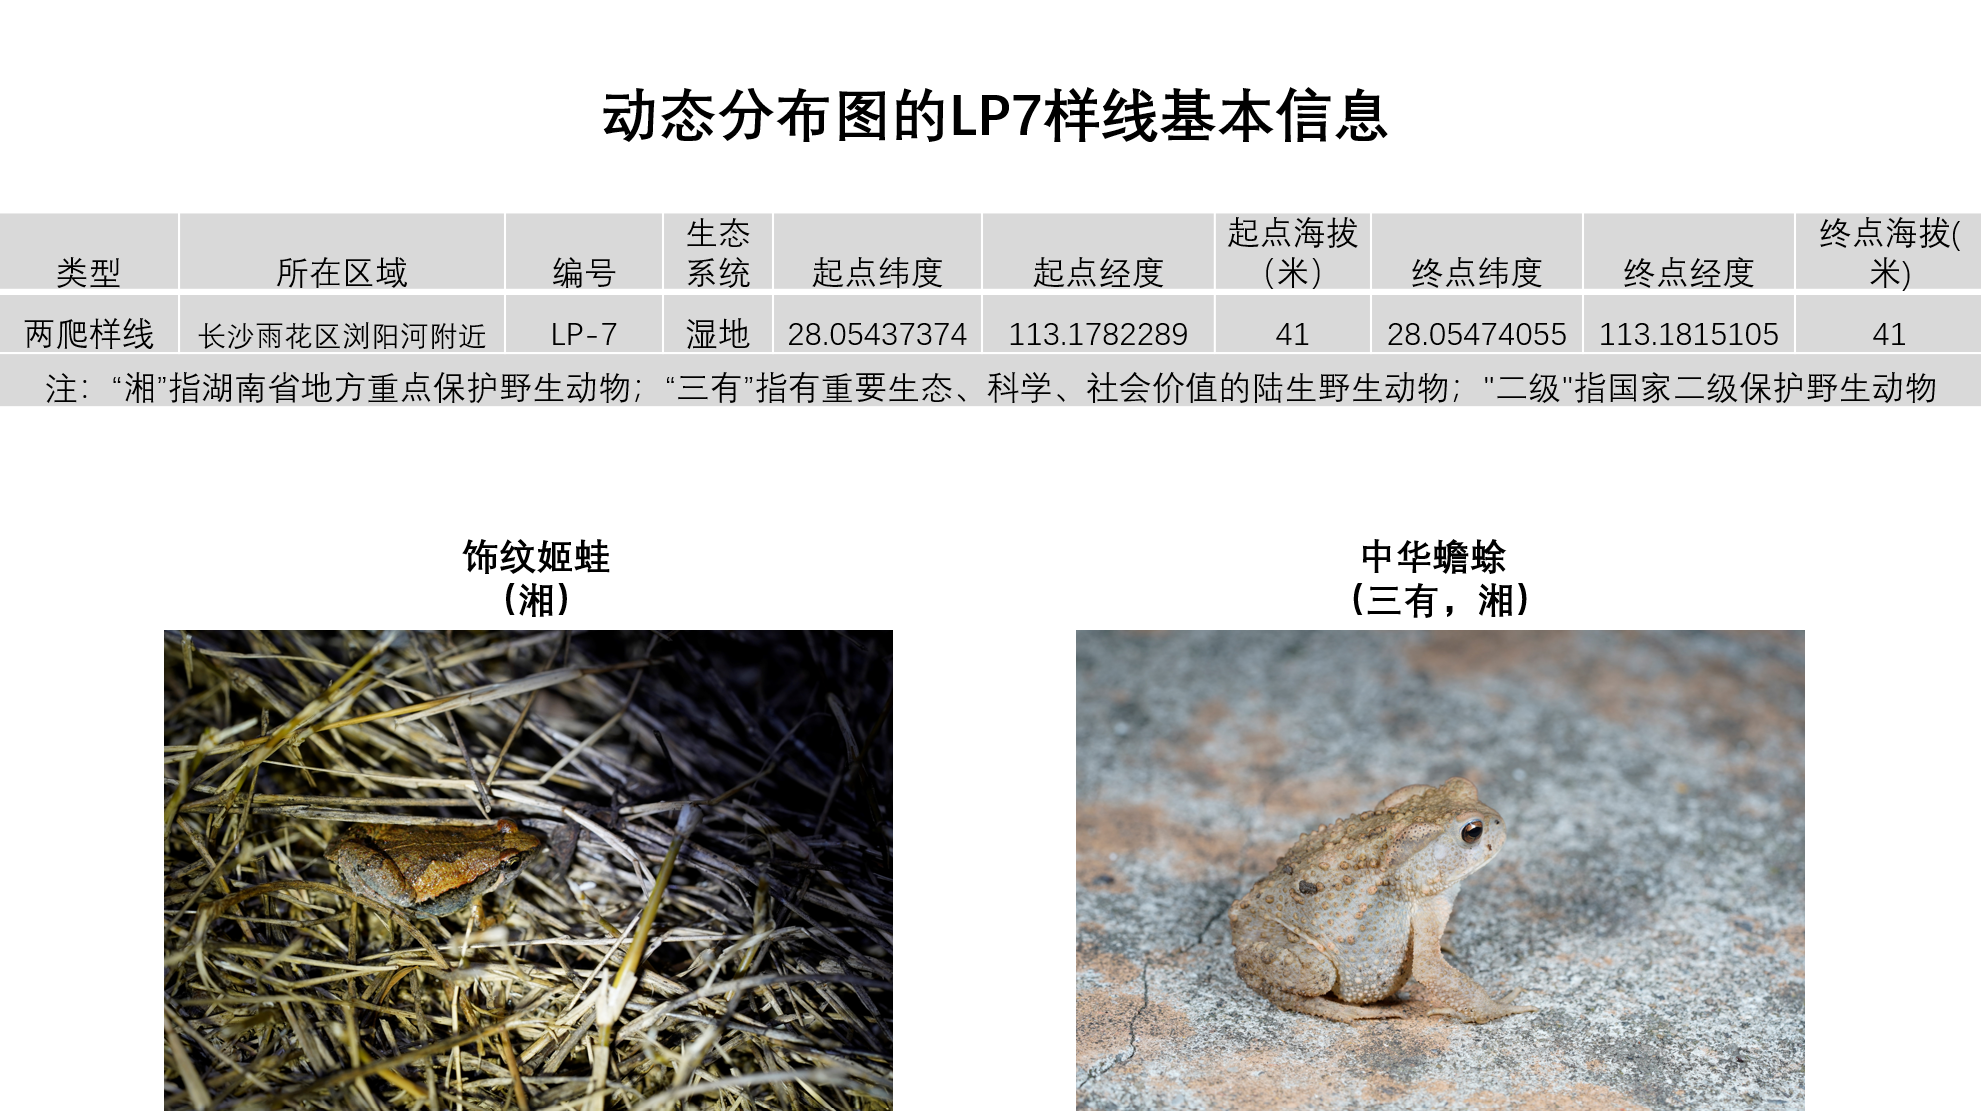 动态分布图的LP7样线基本信息
类型 所在区域 编号 生态系统 起点纬度 起点经度 起点海拔（米） 终点纬度 终点经度 终点海拔(米)
两爬样线 长沙雨花区浏阳河附近 LP-7 湿地 28.05437374 113.1782289 41 28.05474055 113.1815105 41
注：“湘”指湖南省地方重点保护野生动物；“三有”指有重要生态、科学、社会价值的陆生野生动物；"二级"指国家二级保护野生动物
饰纹姬蛙
（湘）
中华蟾蜍
（三有，湘）